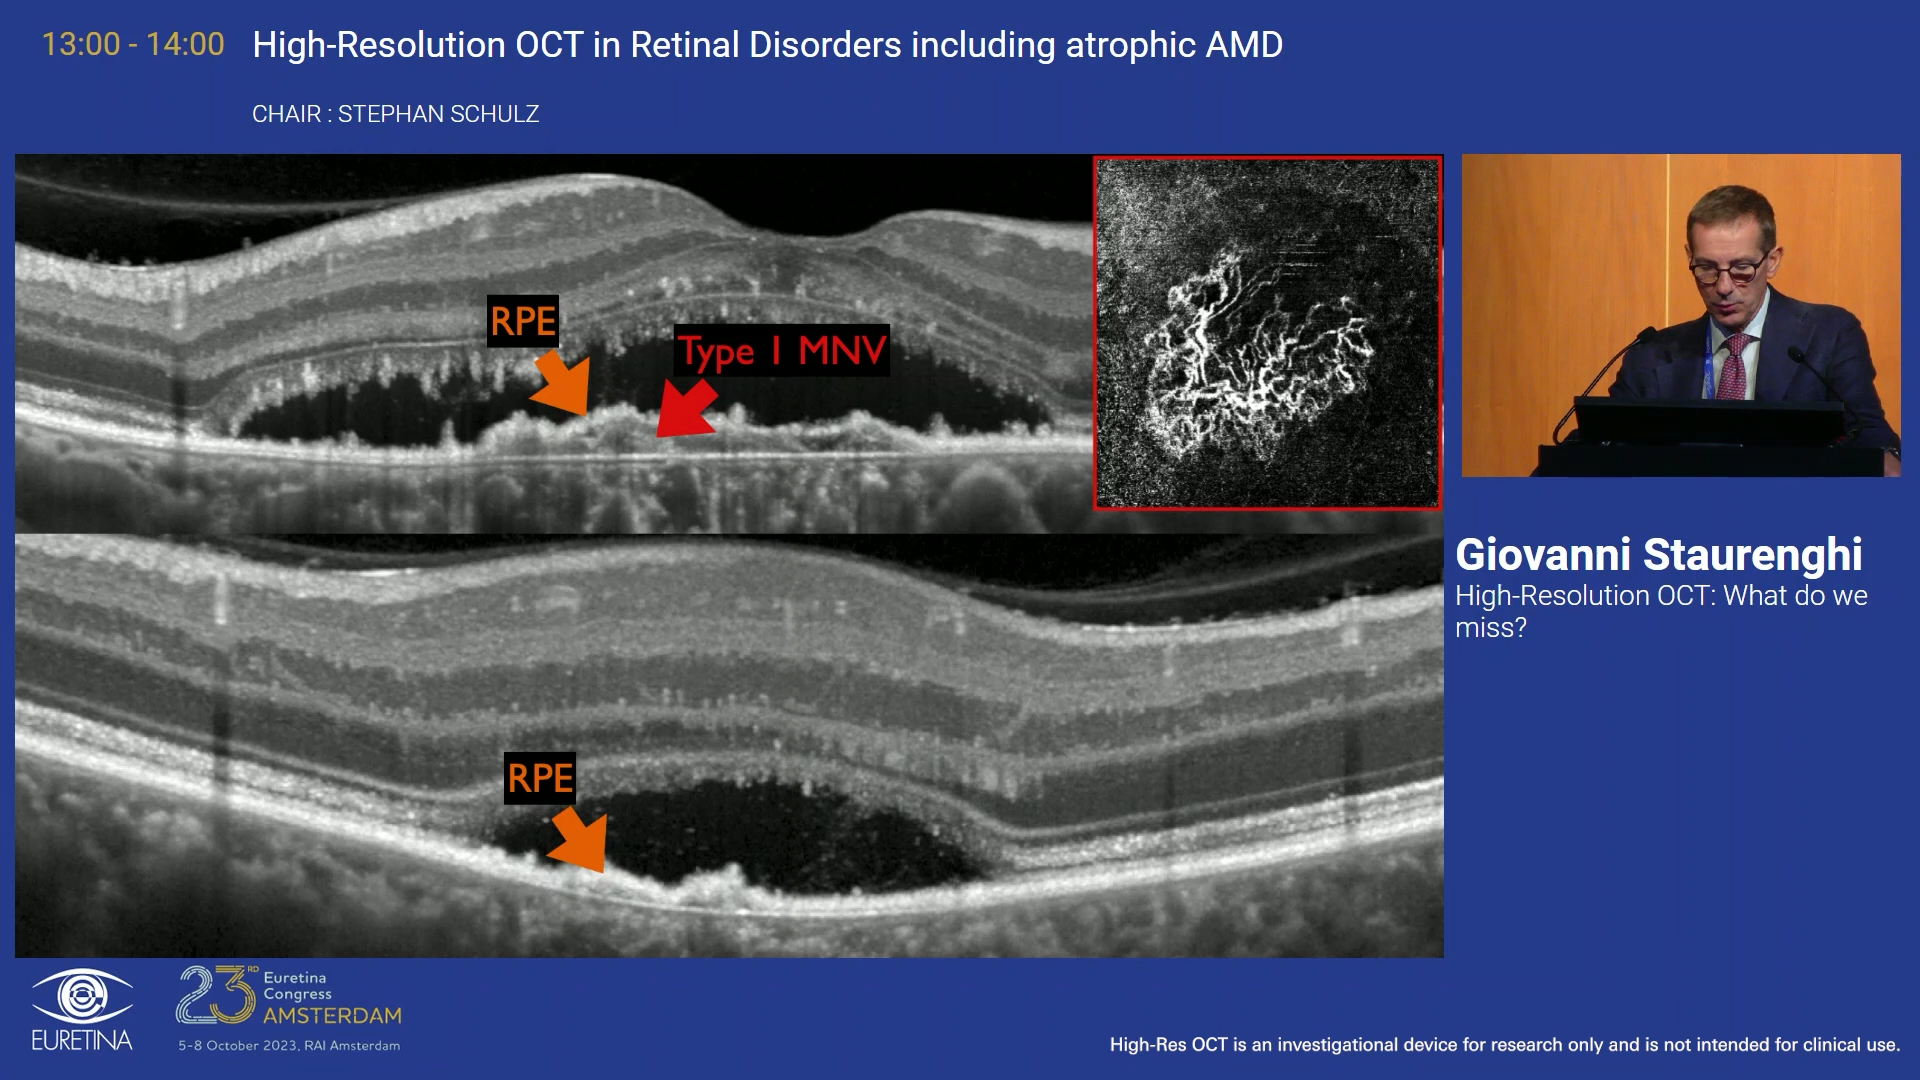 13:00 - 14:00 High-Resolution OCT in Retinal Disorders including atrophic AMD
CHAIR : STEPHAN SCHULZ
RPE
Type 1 MNV
RPE
Giovanni Staurenghi
High-Resolution OCT: What do we
miss?
EURETINA
23RD
Euretina
Congress
AMSTERDAM
5-8 October 2023, RAI Amsterdam
High-Res OCT is an investigational device for research only and is not intended for clinical use.